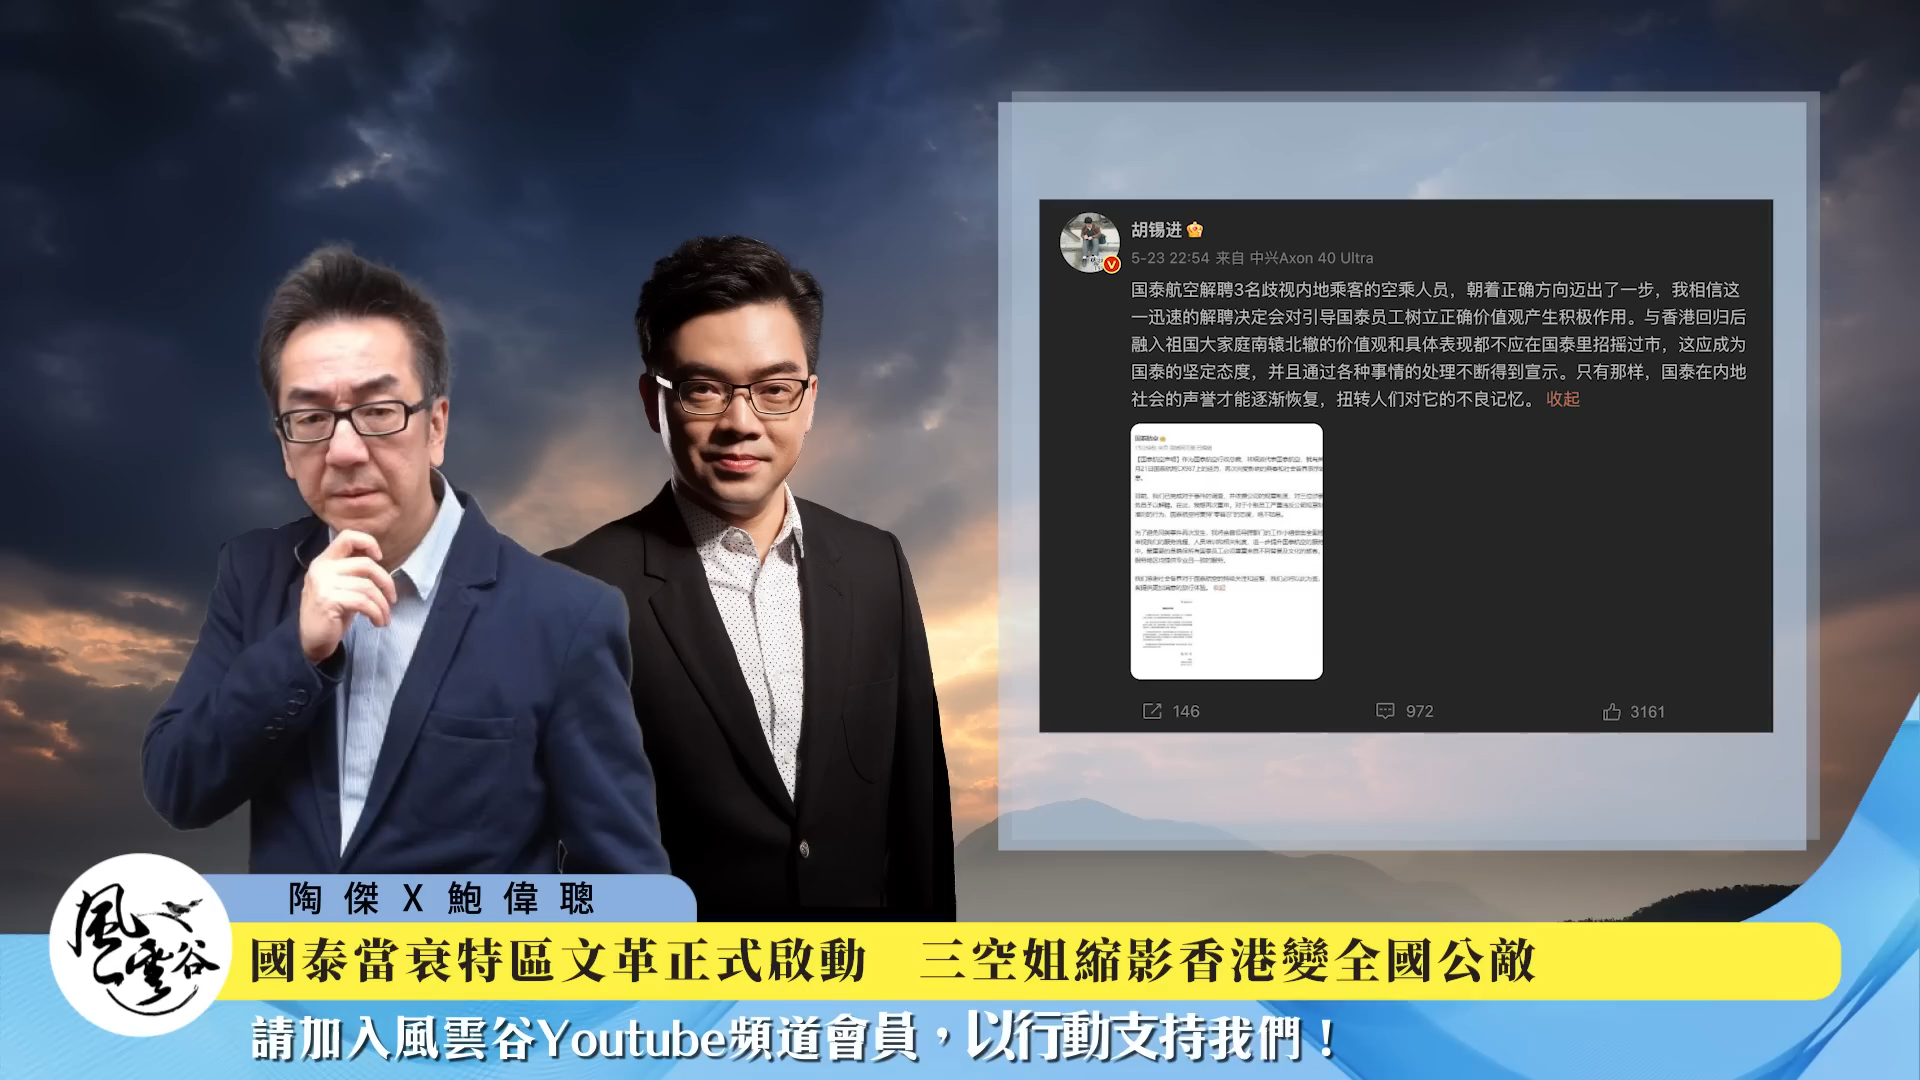 胡锡进
5-23 22:54 来自 中兴Axon 40 Ultra
国泰航空解聘3名歧视内地乘客的空乘人员，朝着正确方向迈出了一步，我相信这
一迅速的解聘决定会对引导国泰员工树立正确价值观产生积极作用。与香港回归后
融入祖国大家庭南辕北辙的价值观和具体表现都不应在国泰里招摇过市，这应成为
国泰的坚定态度，并且通过各种事情的处理不断得到宣示。只有那样，国泰在内地
社会的声誉才能逐渐恢复，扭转人们对它的不良记忆。 收起
国泰航空
146
972
3161
陶傑X鮑偉聰
風雲谷
國泰當衰特區文革正式啟動 三空姐縮影香港變全國公敵
請加入風雲谷Youtube頻道會員，以行動支持我們！